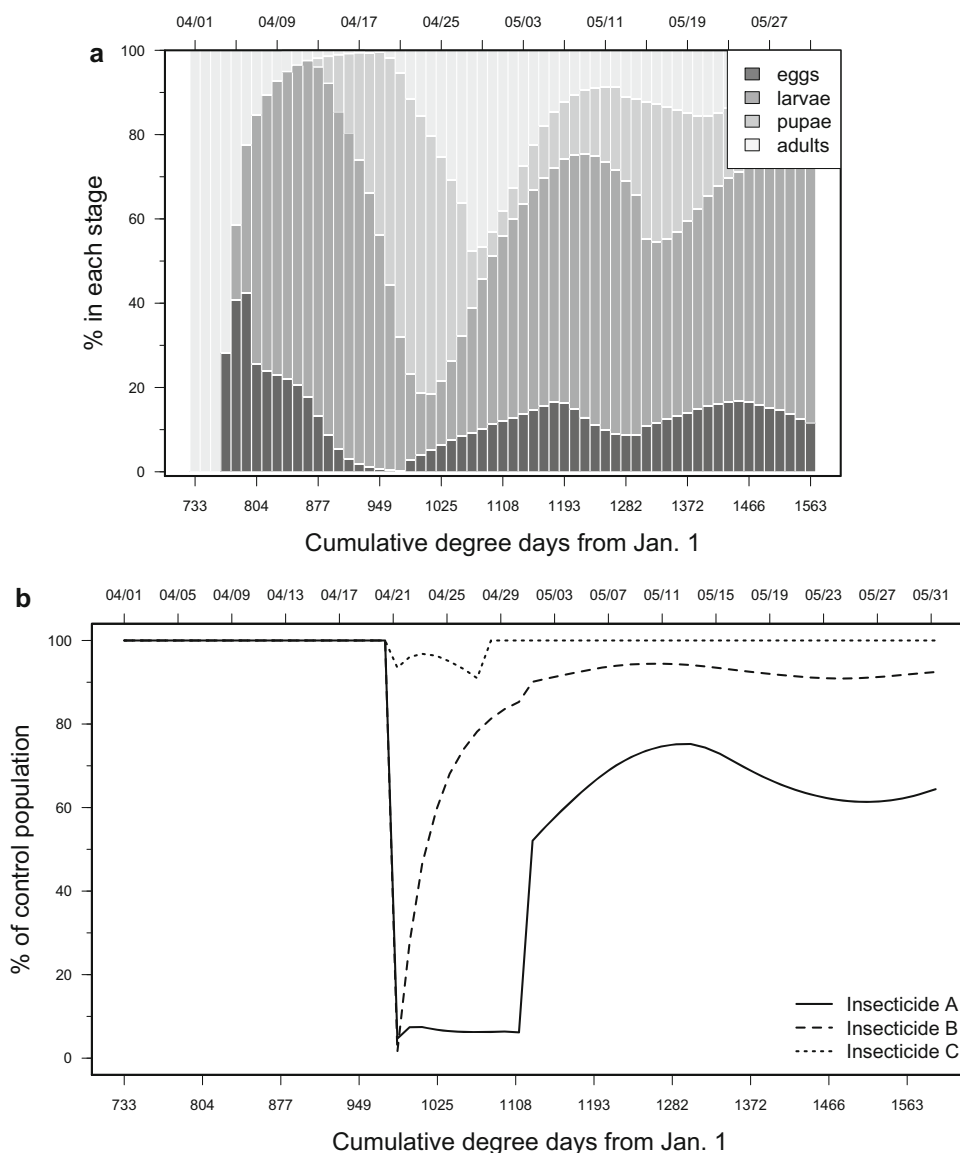 a
04/01 04/09 04/17 04/25 05/03 05/11 05/19 05/27
100
80
60
40
20
0
% in each stage
eggs
larvae
pupae
adults
733 804 877 949 1025 1108 1193 1282 1372 1466 1563
Cumulative degree days from Jan. 1
b
04/01 04/05 04/09 04/13 04/17 04/21 04/25 04/29 05/03 05/07 05/11 05/15 05/19 05/23 05/27 05/31
100
80
60
40
20
0
% of control population
Insecticide A
Insecticide B
Insecticide C
733 804 877 949 1025 1108 1193 1282 1372 1466 1563
Cumulative degree days from Jan. 1